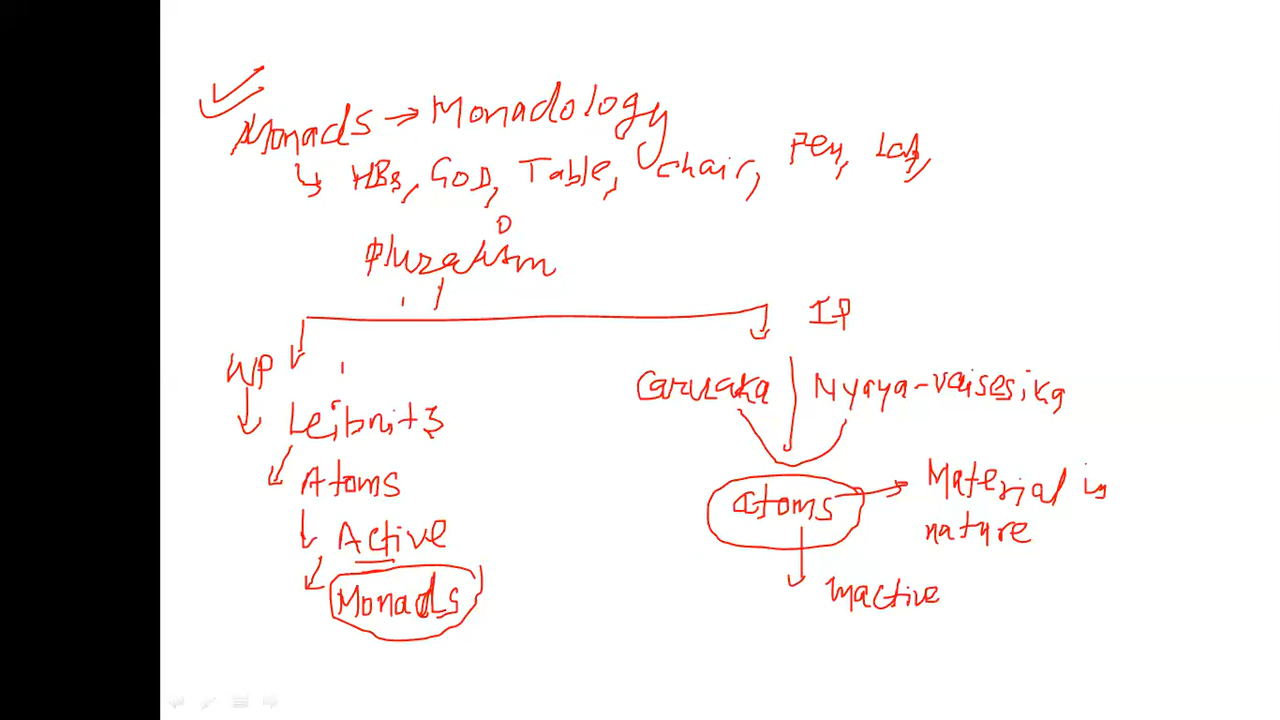 Monads → Monadology
↳ HBs, GOD, Table, Chair, Pen, Lab,
Pluralism
WP IP
Leibnitz Carvaka Nyaya-vaisesika
Atoms atoms → Material in nature
Active Inactive
Monads